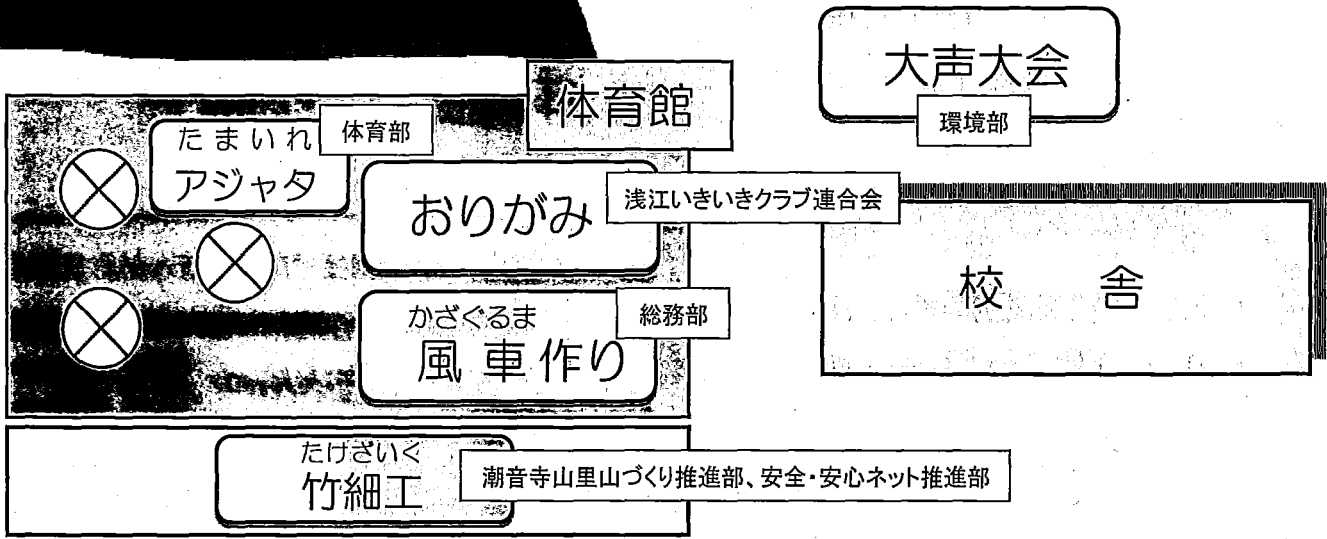 大声大会
環境部
体育館
たまいれ
アジャタ
体育部
おりがみ
浅江いきいきクラブ連合会
校舎
かざぐるま
風車作り
総務部
たけざいく
竹細工
潮音寺山里山づくり推進部、安全・安心ネット推進部